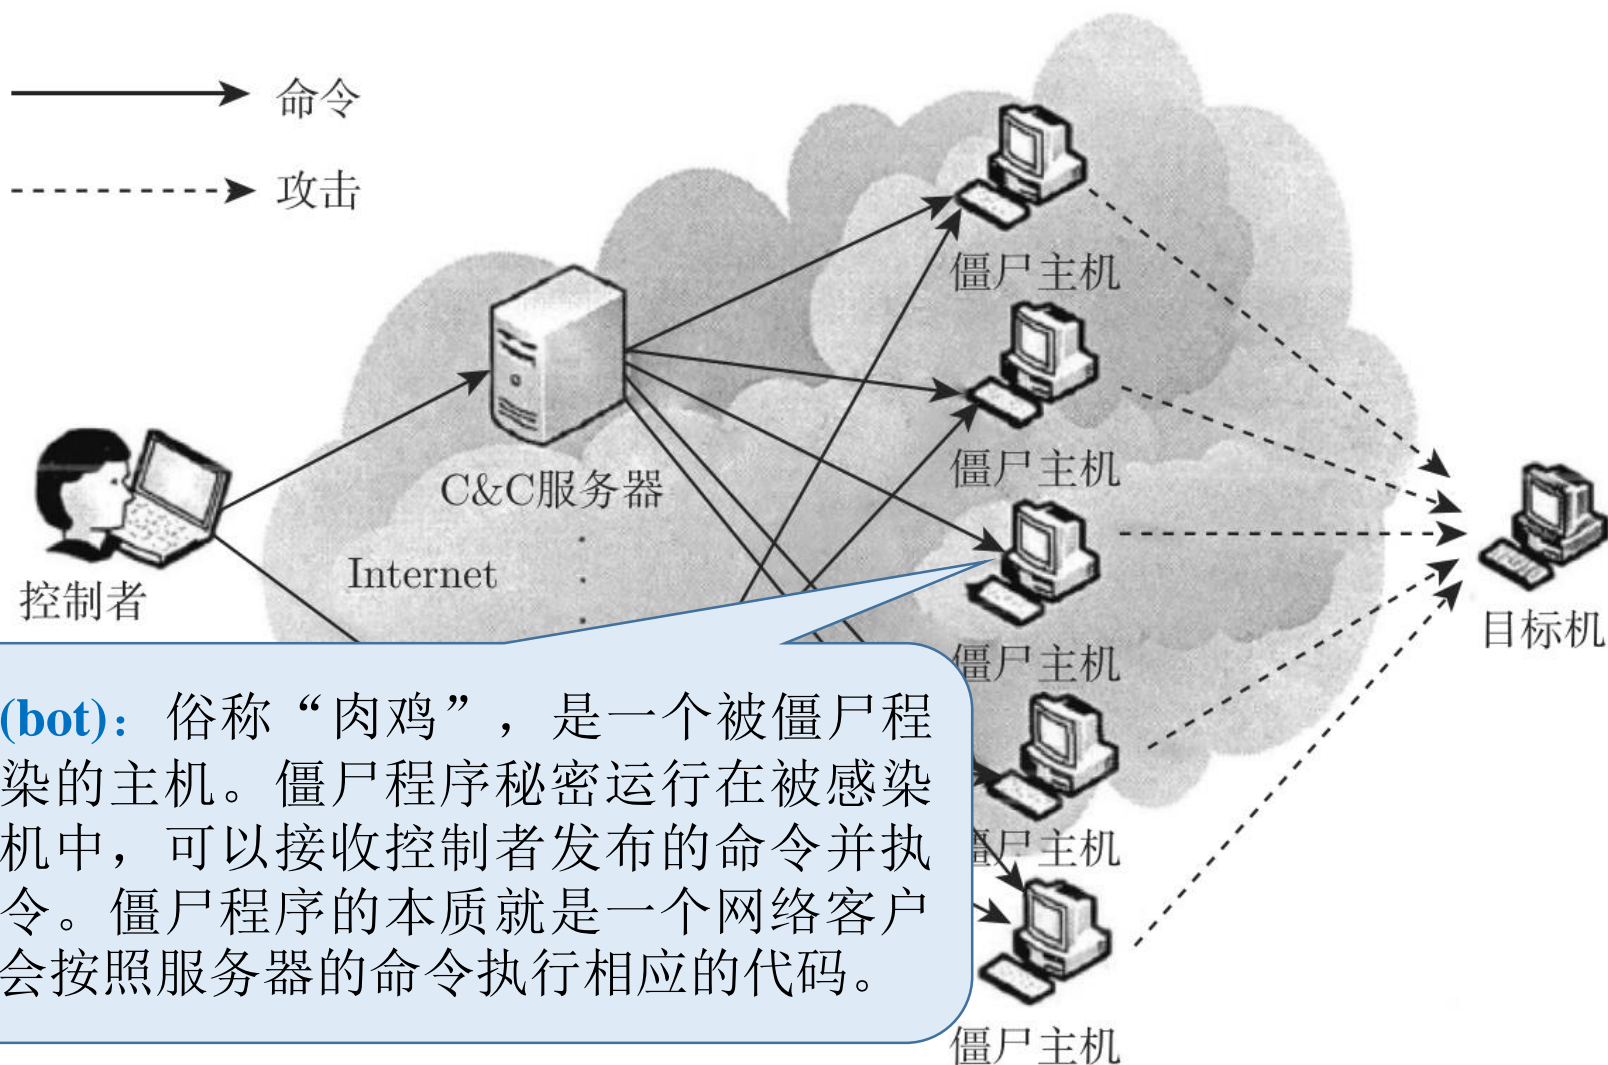 命令
攻击
僵尸主机
僵尸主机
C&C服务器
Internet
控制者
目标机
僵尸主机
(bot)：俗称“肉鸡”，是一个被僵尸程
染的主机。僵尸程序秘密运行在被感染
机中，可以接收控制者发布的命令并执
令。僵尸程序的本质就是一个网络客户
会按照服务器的命令执行相应的代码。
僵尸主机
僵尸主机